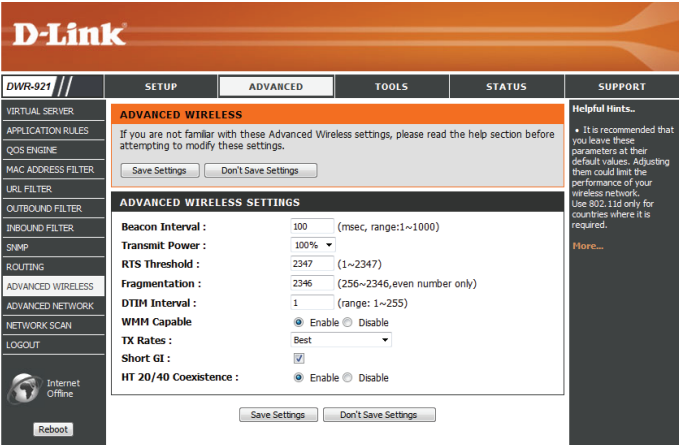 D-Link
DWR-921
SETUP
ADVANCED
TOOLS
STATUS
SUPPORT
VIRTUAL SERVER
APPLICATION RULES
QOS ENGINE
MAC ADDRESS FILTER
URL FILTER
OUTBOUND FILTER
INBOUND FILTER
SNMP
ROUTING
ADVANCED WIRELESS
ADVANCED NETWORK
NETWORK SCAN
LOGOUT
Internet
Offline
Reboot
ADVANCED WIRELESS
If you are not familiar with these Advanced Wireless settings, please read the help section before
attempting to modify these settings.
Save Settings Don't Save Settings
ADVANCED WIRELESS SETTINGS
Beacon Interval : 100 (msec, range:1~1000)
Transmit Power : 100%
RTS Threshold : 2347 (1~2347)
Fragmentation : 2346 (256~2346,even number only)
DTIM Interval : 1 (range: 1~255)
WMM Capable Enable Disable
TX Rates : Best
Short GI :
HT 20/40 Coexistence : Enable Disable
Save Settings Don't Save Settings
Helpful Hints..
• It is recommended that
you leave these
parameters at their
default values. Adjusting
them could limit the
performance of your
wireless network.
Use 802.11d only for
countries where it is
required.
More...